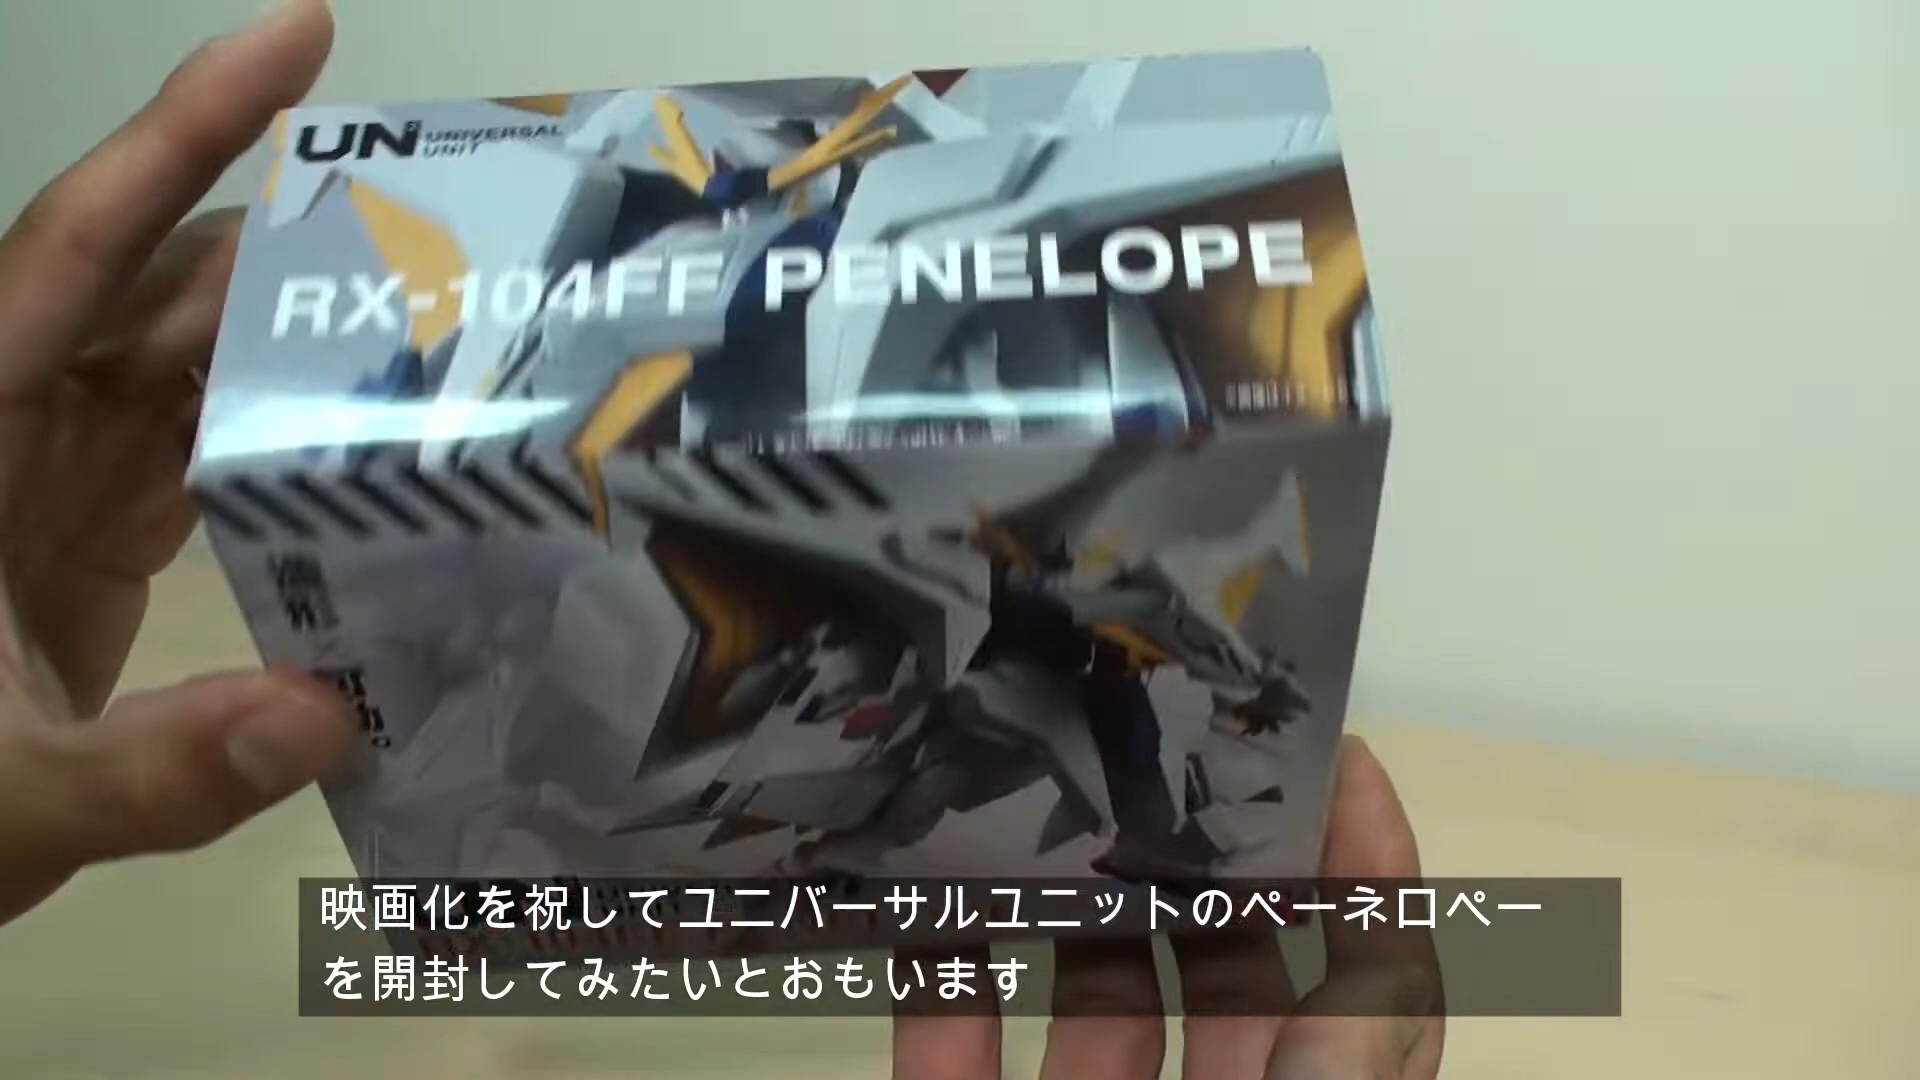 UN² UNIVERSAL
UNIT
RX-104FF PENELOPE
映画化を祝してユニバーサルユニットのペーネロペー
を開封してみたいとおもいます